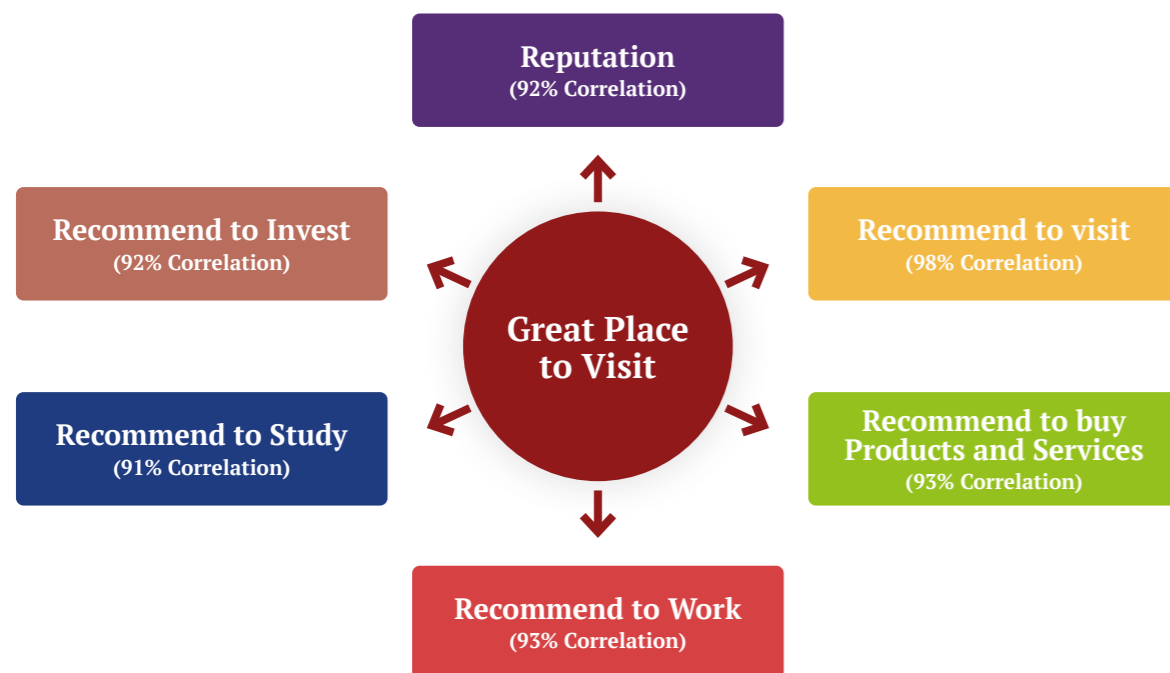 Reputation
(92% Correlation)
Recommend to Invest
(92% Correlation)
Recommend to visit
(98% Correlation)
Great Place
to Visit
Recommend to Study
(91% Correlation)
Recommend to buy
Products and Services
(93% Correlation)
Recommend to Work
(93% Correlation)